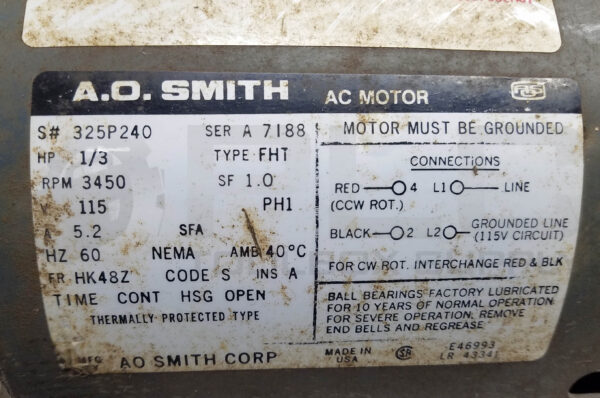 A.O. SMITH AC MOTOR
S# 325P240 SER A 7188
HP 1/3 TYPE FHT
RPM 3450 SF 1.0
V 115 PH1
A 5.2 SFA
HZ 60 NEMA AMB 40°C
FR HK48Z CODE S INS A
TIME CONT HSG OPEN
THERMALLY PROTECTED TYPE
MFG BY AO SMITH CORP
MOTOR MUST BE GROUNDED
CONNECTIONS
RED 4 L1 LINE
(CCW ROT.)
BLACK 2 L2 GROUNDED LINE
(115V CIRCUIT)
FOR CW ROT. INTERCHANGE RED & BLK
BALL BEARINGS FACTORY LUBRICATED
FOR 10 YEARS OF NORMAL OPERATION.
FOR SEVERE OPERATION, REMOVE
END BELLS AND REGREASE
MADE IN
USA
E46993
LR 43341